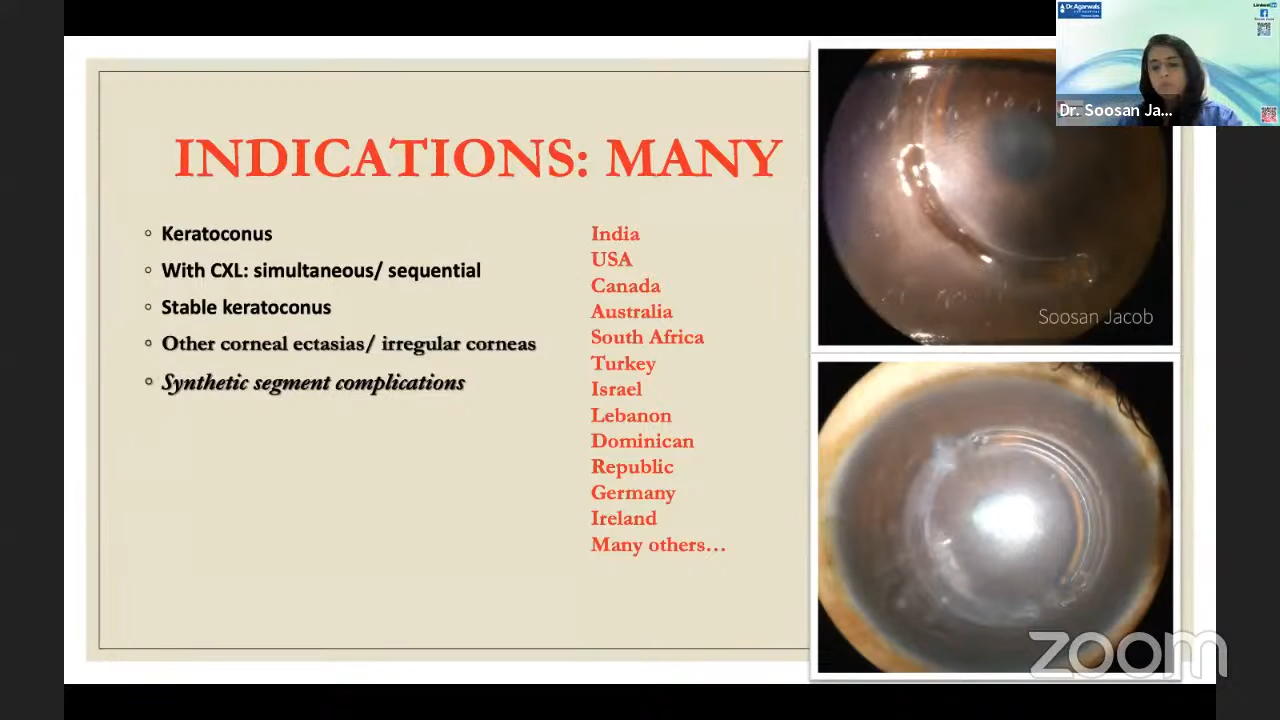 INDICATIONS: MANY
Keratoconus
With CXL: simultaneous/ sequential
Stable keratoconus
Other corneal ectasias/ irregular corneas
Synthetic segment complications
India
USA
Canada
Australia
South Africa
Turkey
Israel
Lebanon
Dominican
Republic
Germany
Ireland
Many others…
Soosan Jacob
Dr.Agarwals
Dr. Soosan Ja...
zoom